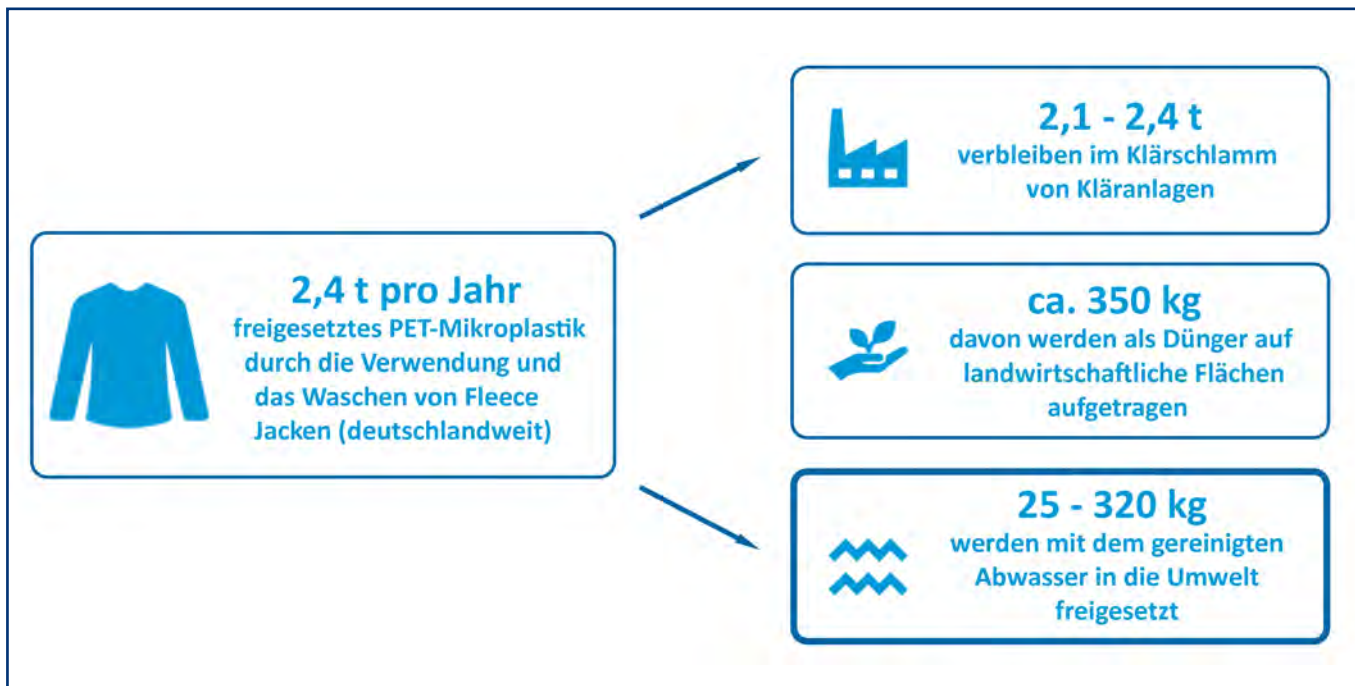 2,4 t pro Jahr
freigesetztes PET-Mikroplastik
durch die Verwendung und
das Waschen von Fleece
Jacken (deutschlandweit)
2,1 - 2,4 t
verbleiben im Klärschlamm
von Kläranlagen
ca. 350 kg
davon werden als Dünger auf
landwirtschaftliche Flächen
aufgetragen
25 - 320 kg
werden mit dem gereinigten
Abwasser in die Umwelt
freigesetzt